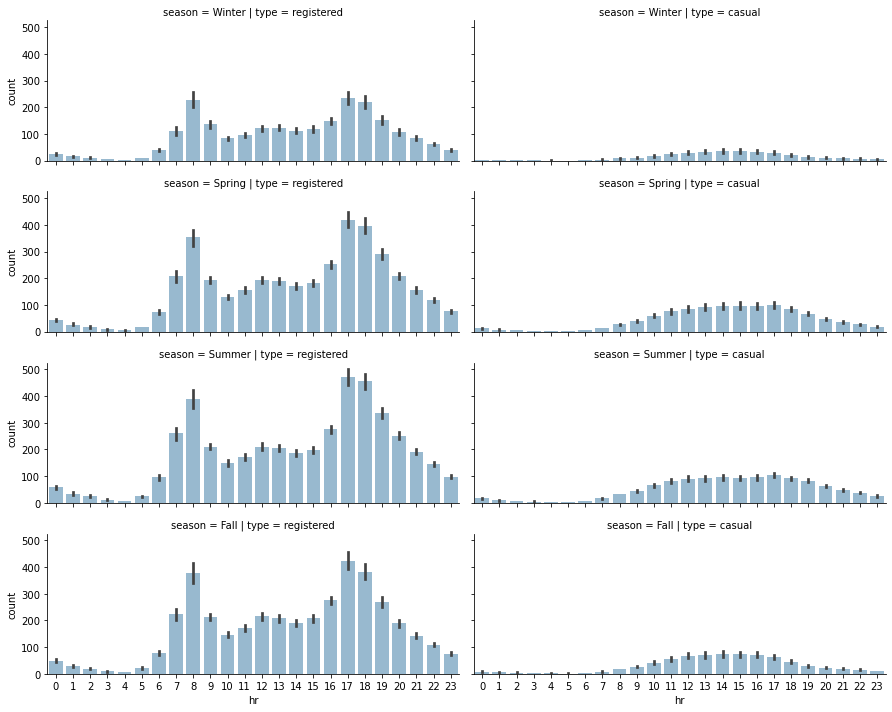 season = Winter | type = registered
season = Winter | type = casual
500
400
300
200
100
0
count
season = Spring | type = registered
season = Spring | type = casual
500
400
300
200
100
0
count
season = Summer | type = registered
season = Summer | type = casual
500
400
300
200
100
0
count
season = Fall | type = registered
season = Fall | type = casual
500
400
300
200
100
0
count
0 1 2 3 4 5 6 7 8 9 10 11 12 13 14 15 16 17 18 19 20 21 22 23
hr
0 1 2 3 4 5 6 7 8 9 10 11 12 13 14 15 16 17 18 19 20 21 22 23
hr